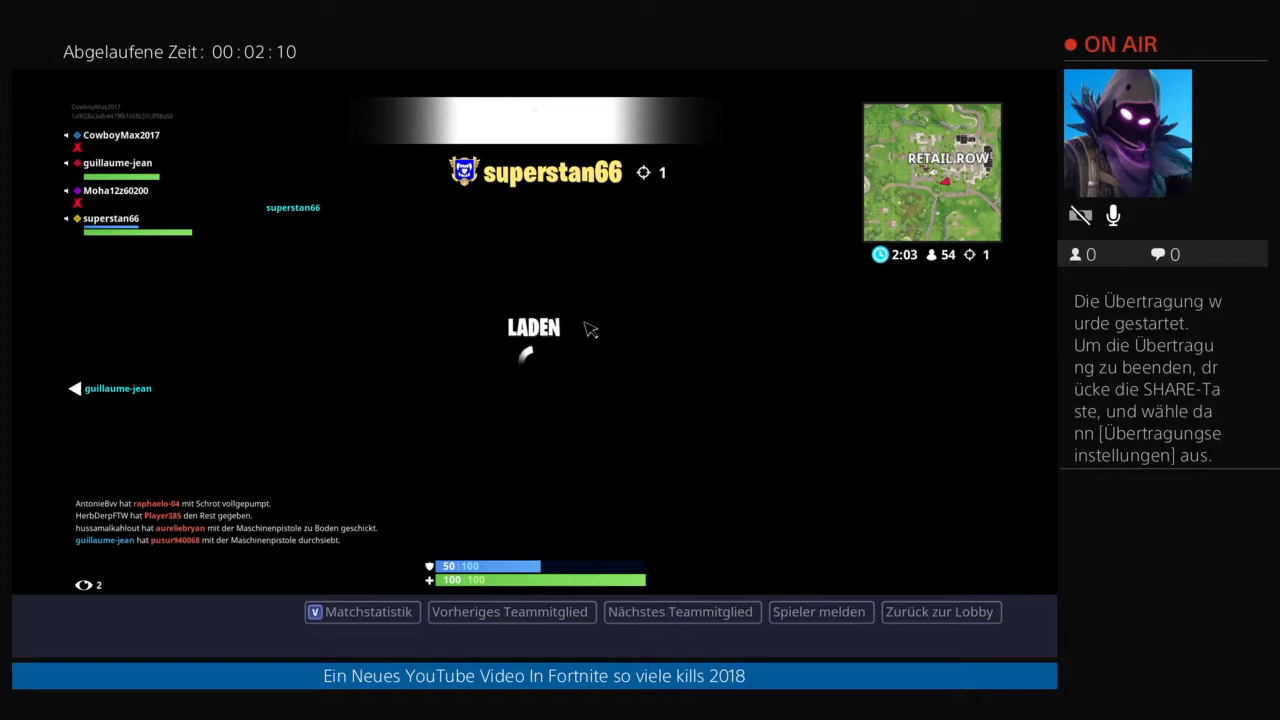 Abgelaufene Zeit: 00:02:10
ON AIR
CowboyMax2017
CowboyMax2017
guillaume-jean
Moha12z60200
superstan66
superstan66
superstan66 1
RETAIL ROW
2:03 54 1
0 0
Die Übertragung w
urde gestartet.
Um die Übertragu
ng zu beenden, dr
ücke die SHARE-Ta
ste, und wähle da
nn [Übertragungse
instellungen] aus.
LADEN
guillaume-jean
AntonieBvv hat raphaelo-04 mit Schrot vollgepumpt.
HerbDerpFTW hat Player385 den Rest gegeben.
hussamalkahlout hat aureliebryan mit der Maschinenpistole zu Boden geschickt.
guillaume-jean hat pusur940068 mit der Maschinenpistole durchsiebt.
50 | 100
100 | 100
2
V Matchstatistik Vorheriges Teammitglied Nächstes Teammitglied Spieler melden Zurück zur Lobby
Ein Neues YouTube Video In Fortnite so viele kills 2018